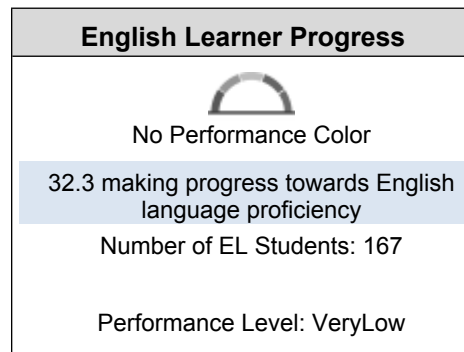 English Learner Progress
No Performance Color
32.3 making progress towards English
language proficiency
Number of EL Students: 167
Performance Level: VeryLow